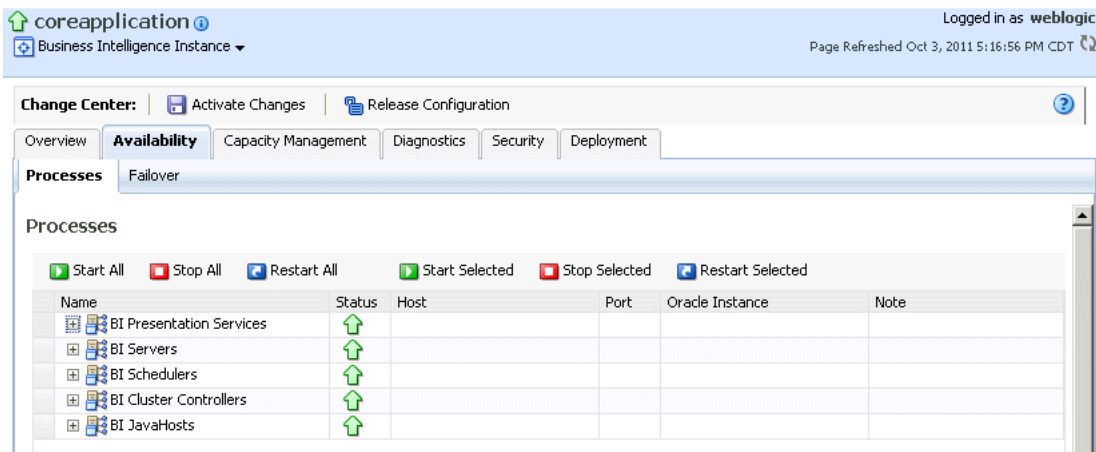 coreapplication
Logged in as weblogic
Business Intelligence Instance
Page Refreshed Oct 3, 2011 5:16:56 PM CDT
Change Center: Activate Changes Release Configuration
Overview Availability Capacity Management Diagnostics Security Deployment
Processes Failover
Processes
Start All Stop All Restart All Start Selected Stop Selected Restart Selected
Name Status Host Port Oracle Instance Note
BI Presentation Services
BI Servers
BI Schedulers
BI Cluster Controllers
BI JavaHosts